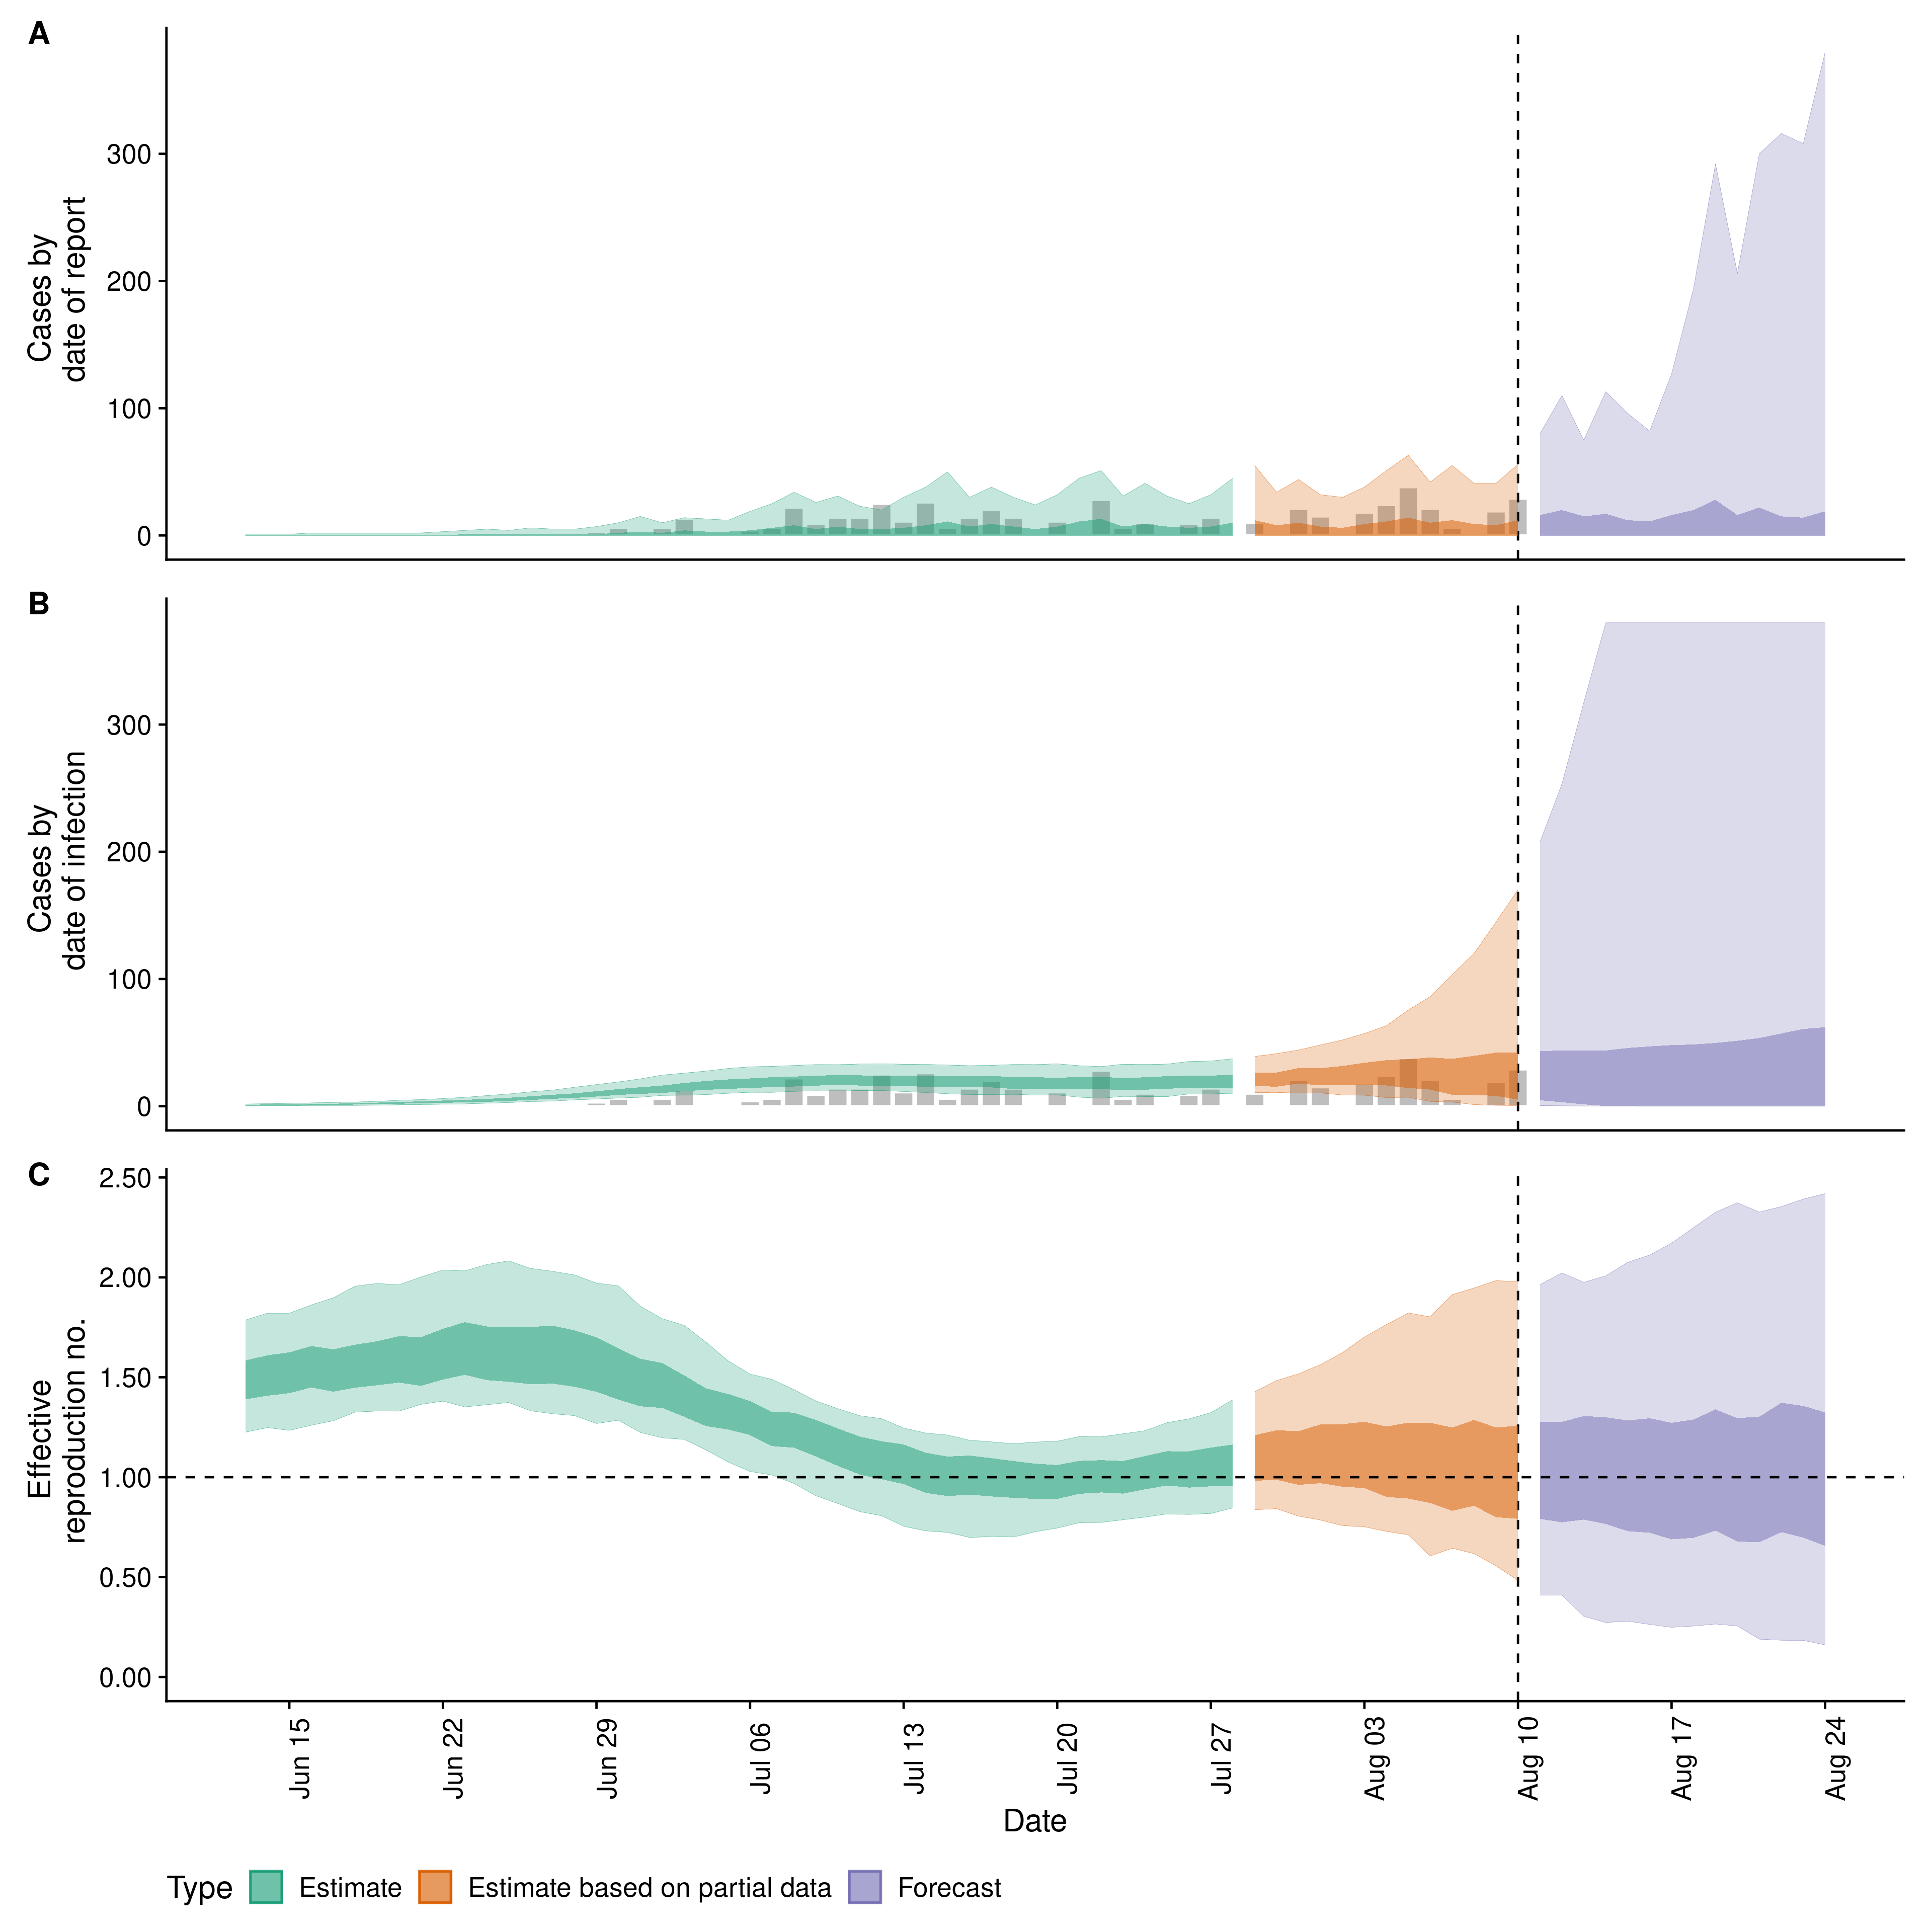 A
Cases by
date of report
300
200
100
0
B
Cases by
date of infection
300
200
100
0
C
Effective
reproduction no.
2.50
2.00
1.50
1.00
0.50
0.00
Jun 15
Jun 22
Jun 29
Jul 06
Jul 13
Jul 20
Jul 27
Aug 03
Aug 10
Aug 17
Aug 24
Date
Type Estimate Estimate based on partial data Forecast